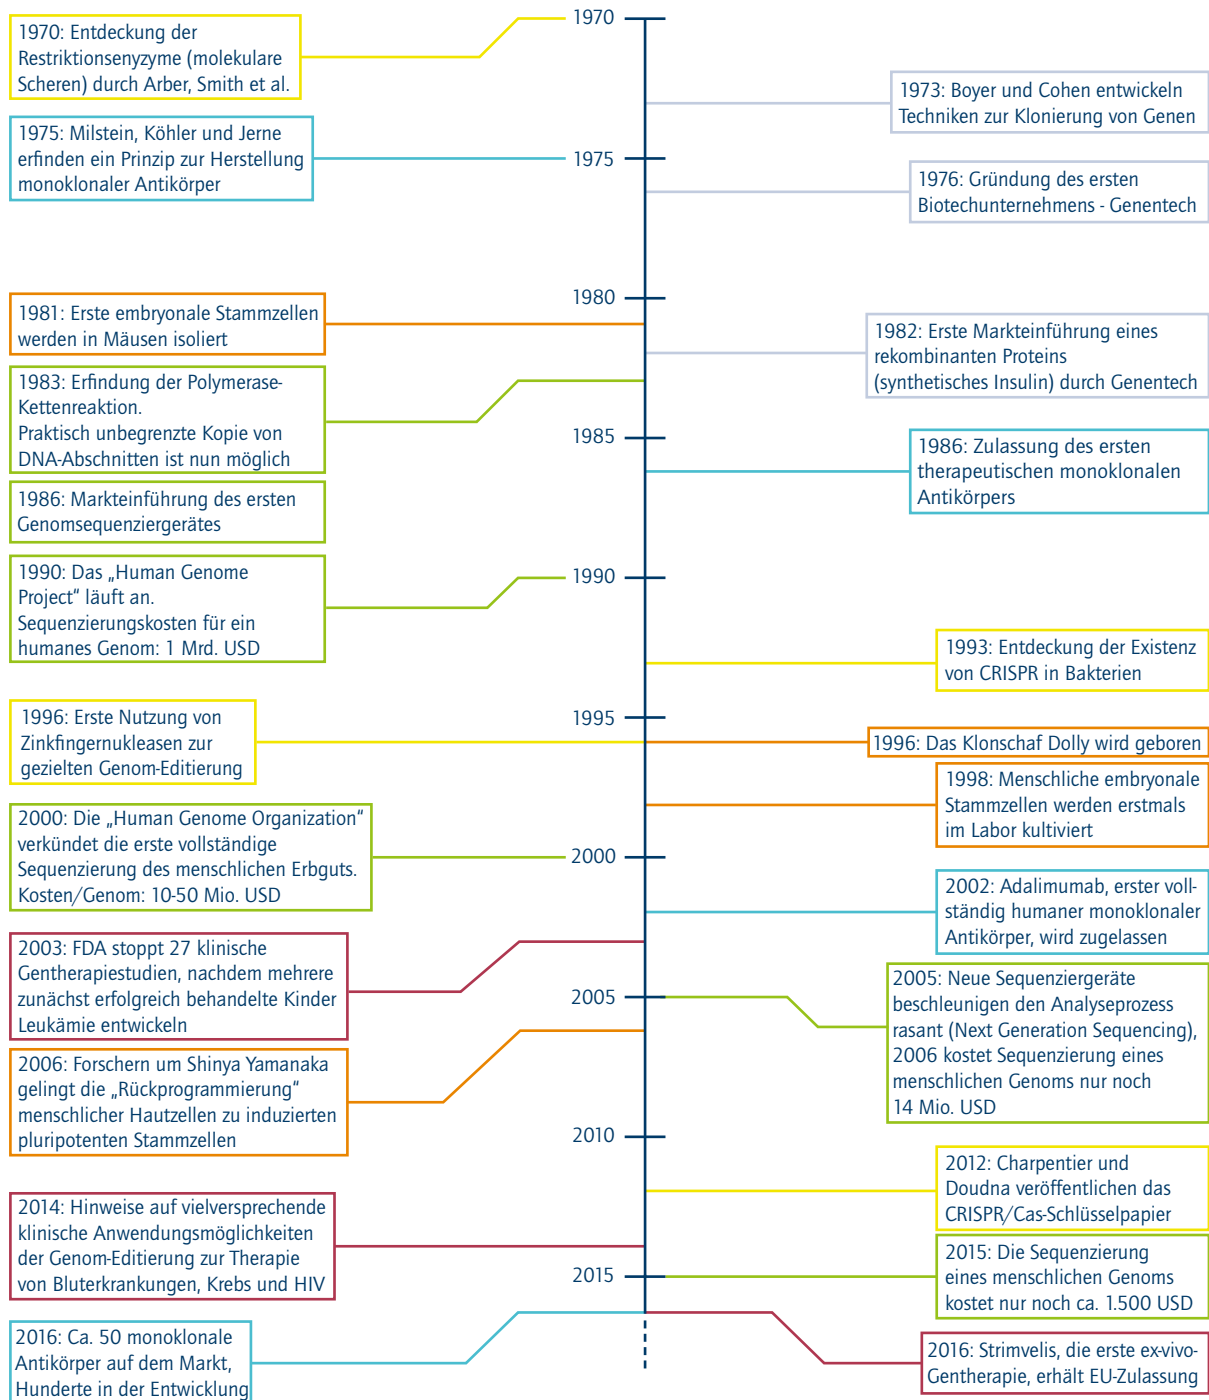 1970
1970: Entdeckung der
Restriktionsenyzyme (molekulare
Scheren) durch Arber, Smith et al.
1973: Boyer und Cohen entwickeln
Techniken zur Klonierung von Genen
1975: Milstein, Köhler und Jerne
erfinden ein Prinzip zur Herstellung
monoklonaler Antikörper
1975
1976: Gründung des ersten
Biotechunternehmens - Genentech
1980
1981: Erste embryonale Stammzellen
werden in Mäusen isoliert
1982: Erste Markteinführung eines
rekombinanten Proteins
(synthetisches Insulin) durch Genentech
1983: Erfindung der Polymerase-
Kettenreaktion.
Praktisch unbegrenzte Kopie von
DNA-Abschnitten ist nun möglich
1985
1986: Zulassung des ersten
therapeutischen monoklonalen
Antikörpers
1986: Markteinführung des ersten
Genomsequenziergerätes
1990: Das „Human Genome
Project“ läuft an.
Sequenzierungskosten für ein
humanes Genom: 1 Mrd. USD
1990
1993: Entdeckung der Existenz
von CRISPR in Bakterien
1995
1996: Erste Nutzung von
Zinkfingernukleasen zur
gezielten Genom-Editierung
1996: Das Klonschaf Dolly wird geboren
1998: Menschliche embryonale
Stammzellen werden erstmals
im Labor kultiviert
2000: Die „Human Genome Organization“
verkündet die erste vollständige
Sequenzierung des menschlichen Erbguts.
Kosten/Genom: 10-50 Mio. USD
2000
2002: Adalimumab, erster voll-
ständig humaner monoklonaler
Antikörper, wird zugelassen
2003: FDA stoppt 27 klinische
Gentherapiestudien, nachdem mehrere
zunächst erfolgreich behandelte Kinder
Leukämie entwickeln
2005
2005: Neue Sequenziergeräte
beschleunigen den Analyseprozess
rasant (Next Generation Sequencing),
2006 kostet Sequenzierung eines
menschlichen Genoms nur noch
14 Mio. USD
2006: Forschern um Shinya Yamanaka
gelingt die „Rückprogrammierung“
menschlicher Hautzellen zu induzierten
pluripotenten Stammzellen
2010
2012: Charpentier und
Doudna veröffentlichen das
CRISPR/Cas-Schlüsselpapier
2014: Hinweise auf vielversprechende
klinische Anwendungsmöglichkeiten
der Genom-Editierung zur Therapie
von Bluterkrankungen, Krebs und HIV
2015
2015: Die Sequenzierung
eines menschlichen Genoms
kostet nur noch ca. 1.500 USD
2016: Ca. 50 monoklonale
Antikörper auf dem Markt,
Hunderte in der Entwicklung
2016: Strimvelis, die erste ex-vivo-
Gentherapie, erhält EU-Zulassung